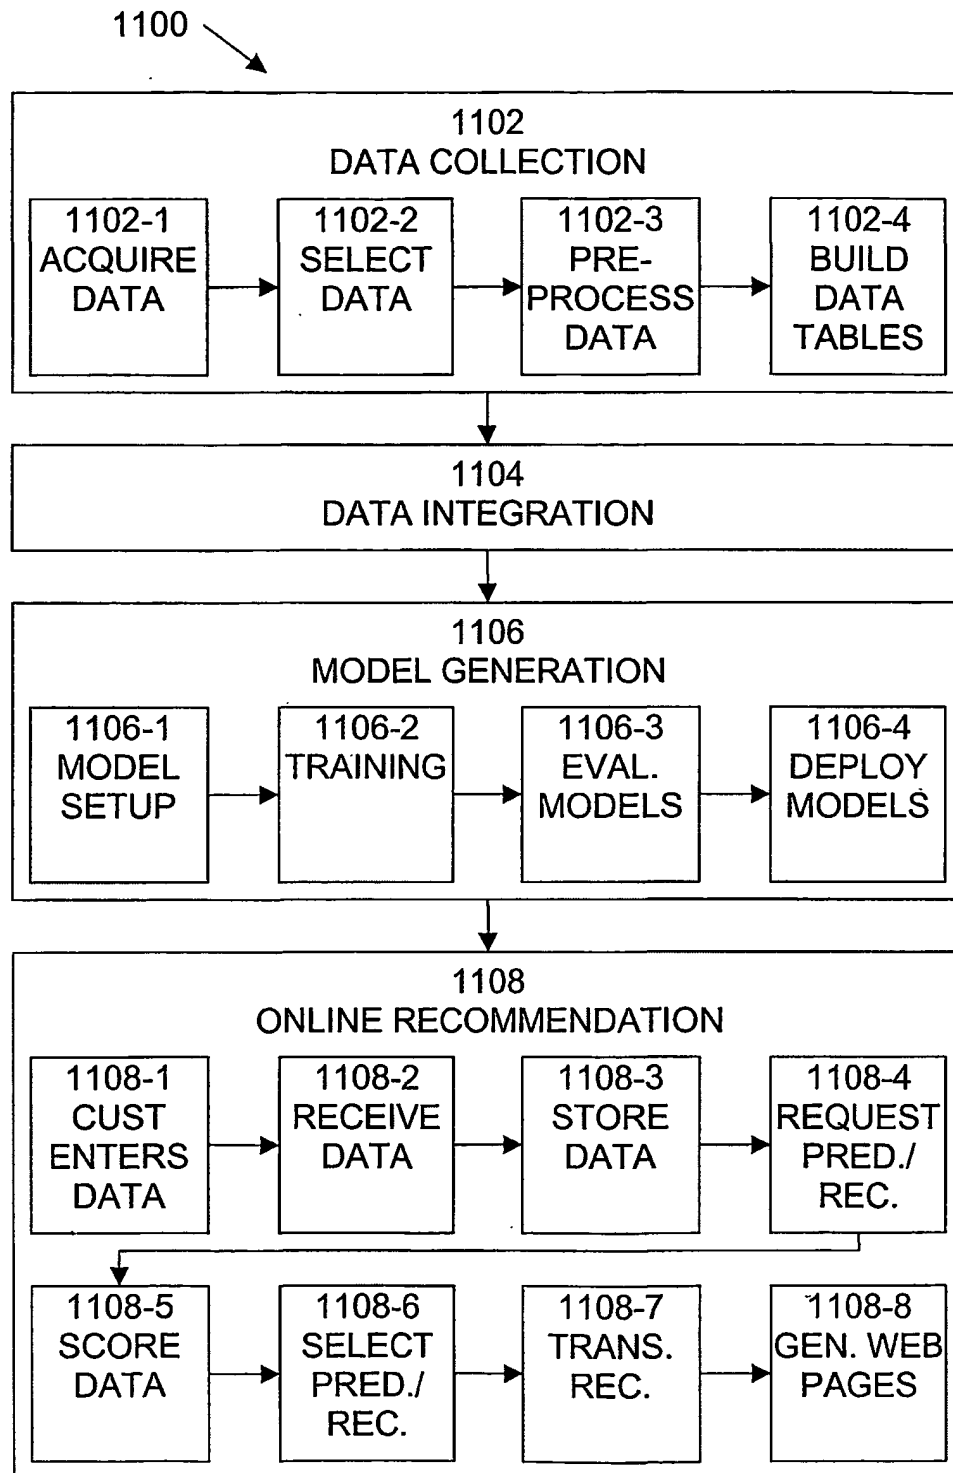 1100
1102
DATA COLLECTION
1102-1
ACQUIRE
DATA
1102-2
SELECT
DATA
1102-3
PRE-
PROCESS
DATA
1102-4
BUILD
DATA
TABLES
1104
DATA INTEGRATION
1106
MODEL GENERATION
1106-1
MODEL
SETUP
1106-2
TRAINING
1106-3
EVAL.
MODELS
1106-4
DEPLOY
MODELS
1108
ONLINE RECOMMENDATION
1108-1
CUST
ENTERS
DATA
1108-2
RECEIVE
DATA
1108-3
STORE
DATA
1108-4
REQUEST
PRED./
REC.
1108-5
SCORE
DATA
1108-6
SELECT
PRED./
REC.
1108-7
TRANS.
REC.
1108-8
GEN. WEB
PAGES